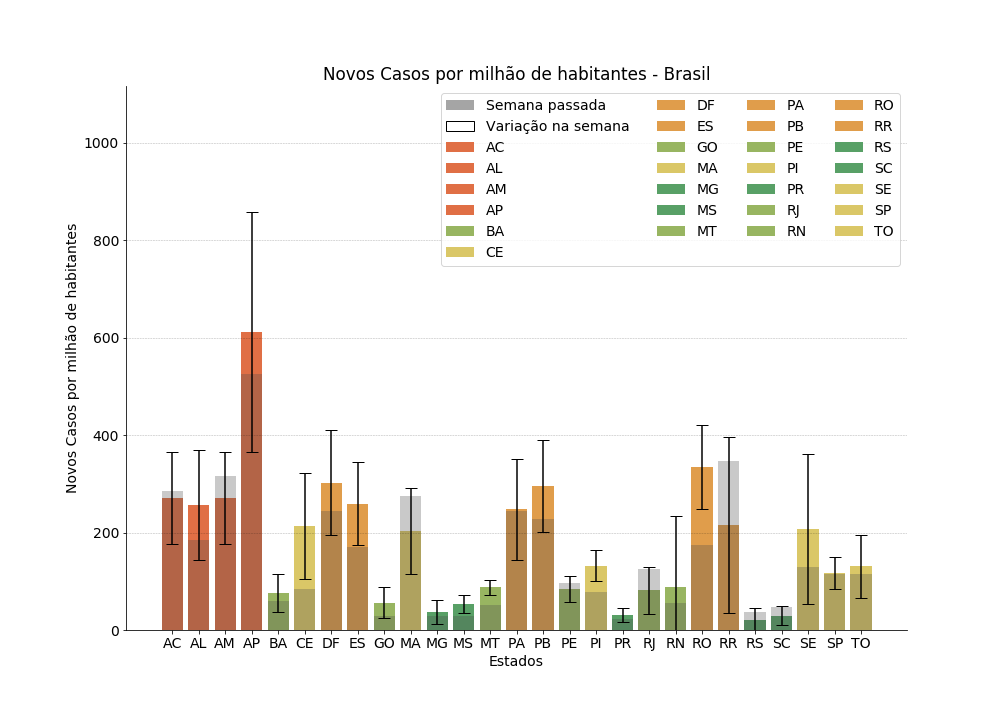 Novos Casos por milhão de habitantes - Brasil
Semana passada
Variação na semana
AC
AL
AM
AP
BA
CE
DF
ES
GO
MA
MG
MS
MT
PA
PB
PE
PI
PR
RJ
RN
RO
RR
RS
SC
SE
SP
TO
Novos Casos por milhão de habitantes
1000
800
600
400
200
0
AC AL AM AP BA CE DF ES GO MA MG MS MT PA PB PE PI PR RJ RN RO RR RS SC SE SP TO
Estados